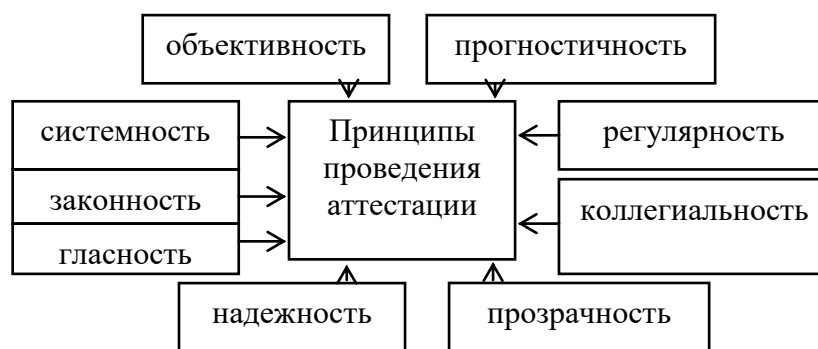 объективность
прогностичность
системность
законность
гласность
Принципы
проведения
аттестации
регулярность
коллегиальность
надежность
прозрачность